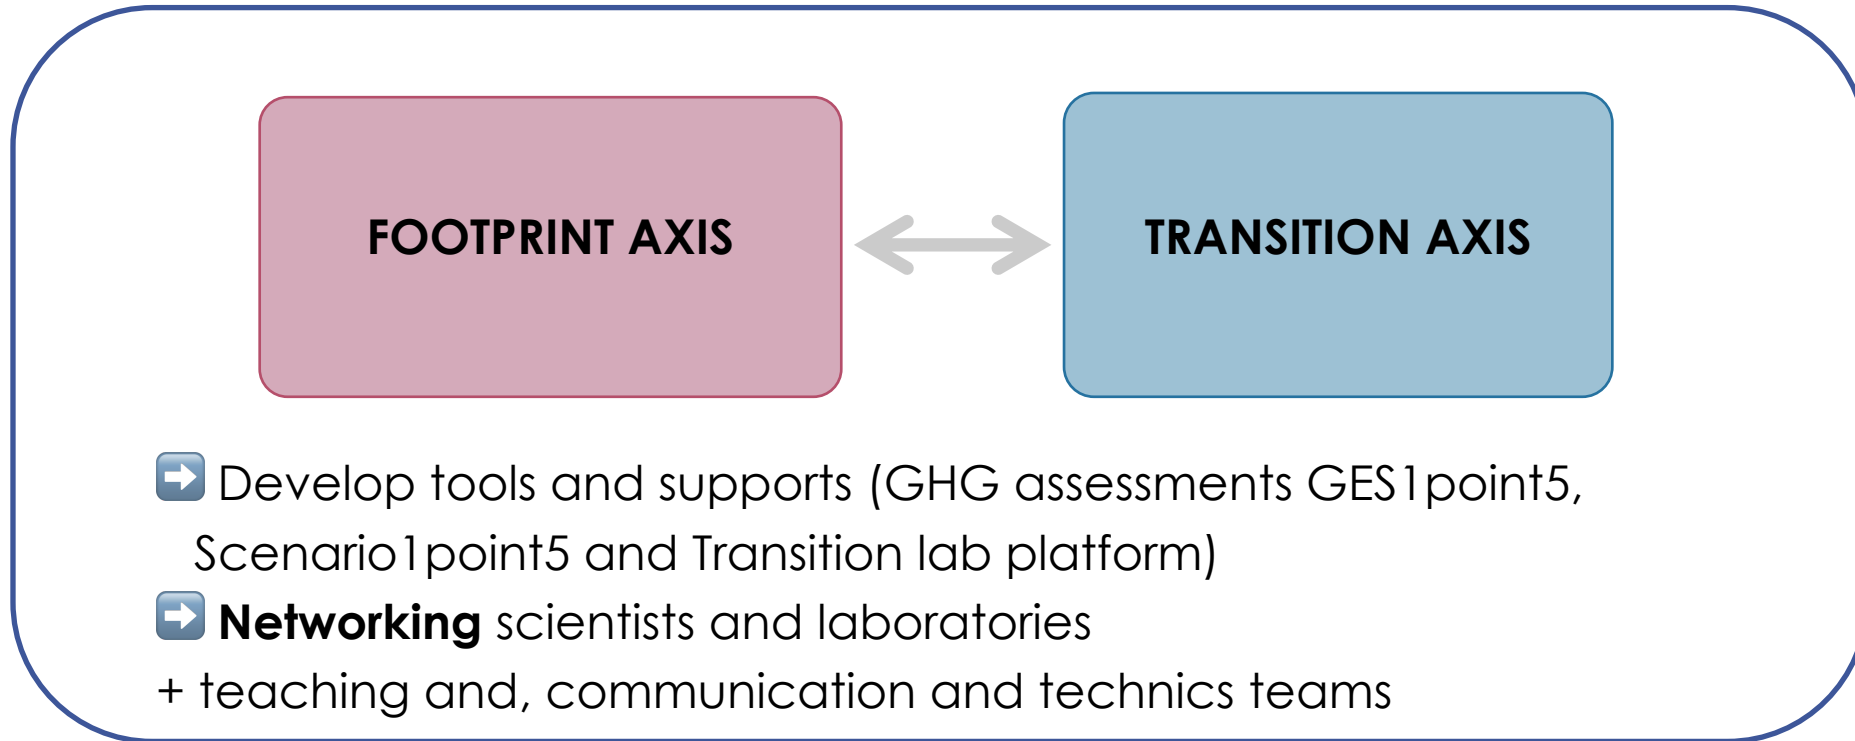 FOOTPRINT AXIS
TRANSITION AXIS
➡ Develop tools and supports (GHG assessments GES1point5,
Scenario1point5 and Transition lab platform)
➡ Networking scientists and laboratories
+ teaching and, communication and technics teams